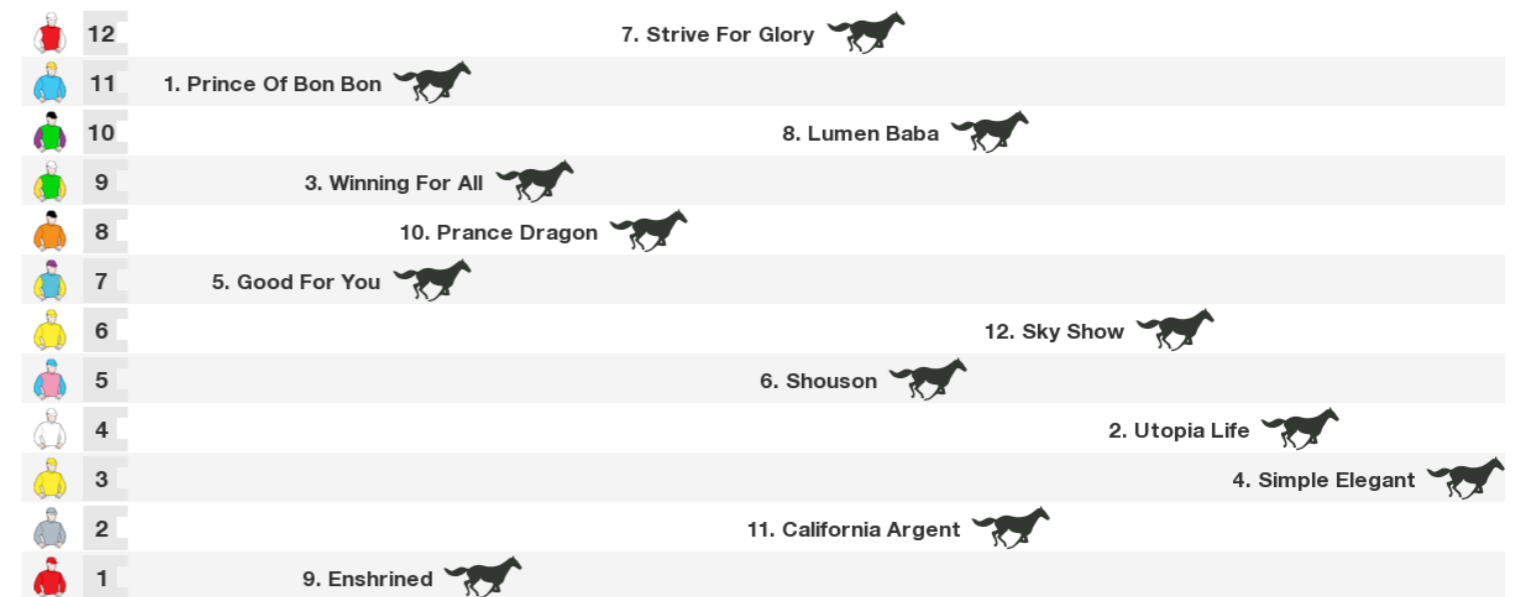 12 7. Strive For Glory
11 1. Prince Of Bon Bon
10 8. Lumen Baba
9 3. Winning For All
8 10. Prance Dragon
7 5. Good For You
6 12. Sky Show
5 6. Shouson
4 2. Utopia Life
3 4. Simple Elegant
2 11. California Argent
1 9. Enshrined